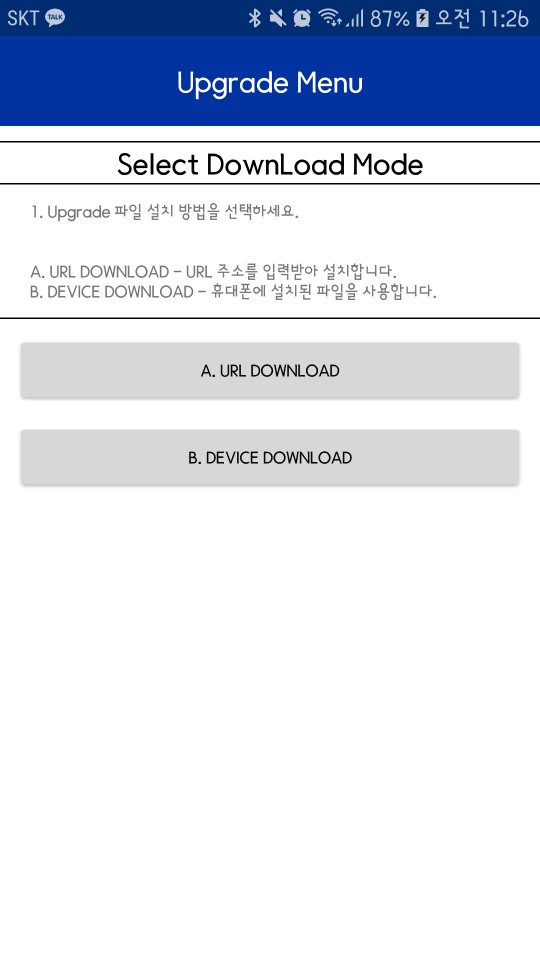 SKT TALK 87% 오전 11:26
Upgrade Menu
Select DownLoad Mode
1. Upgrade 파일 설치 방법을 선택하세요.
A. URL DOWNLOAD - URL 주소를 입력받아 설치합니다.
B. DEVICE DOWNLOAD - 휴대폰에 설치된 파일을 사용합니다.
A. URL DOWNLOAD
B. DEVICE DOWNLOAD